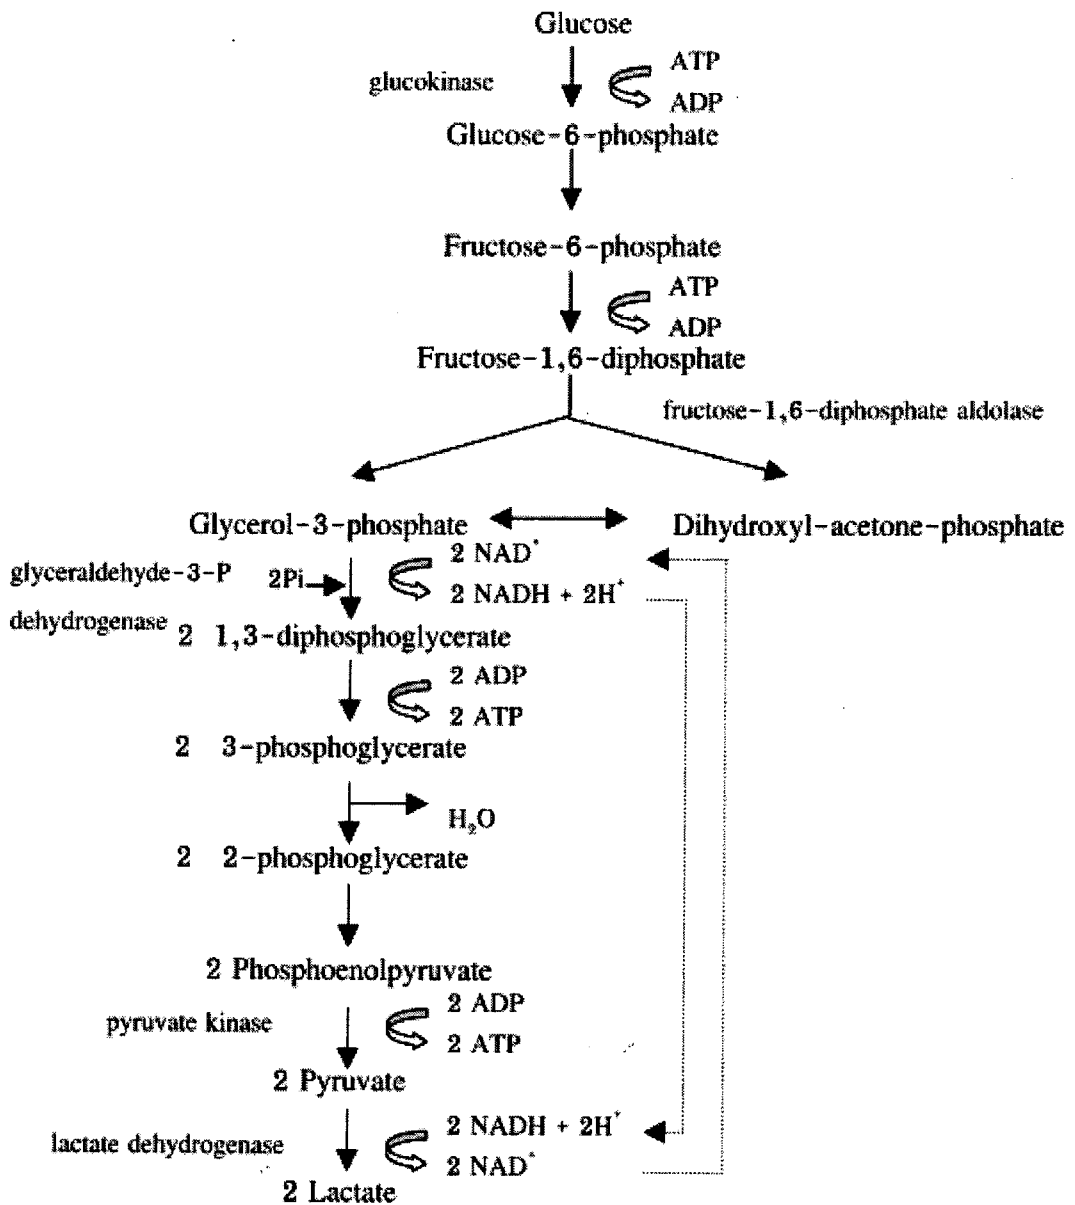 Glucose
glucokinase
ATP
ADP
Glucose-6-phosphate
Fructose-6-phosphate
ATP
ADP
Fructose-1,6-diphosphate
fructose-1,6-diphosphate aldolase
Glycerol-3-phosphate
Dihydroxyl-acetone-phosphate
glyceraldehyde-3-P
dehydrogenase
2Pi
2 NAD⁺
2 NADH + 2H⁺
2 1,3-diphosphoglycerate
2 ADP
2 ATP
2 3-phosphoglycerate
H₂O
2 2-phosphoglycerate
2 Phosphoenolpyruvate
pyruvate kinase
2 ADP
2 ATP
2 Pyruvate
lactate dehydrogenase
2 NADH + 2H⁺
2 NAD⁺
2 Lactate